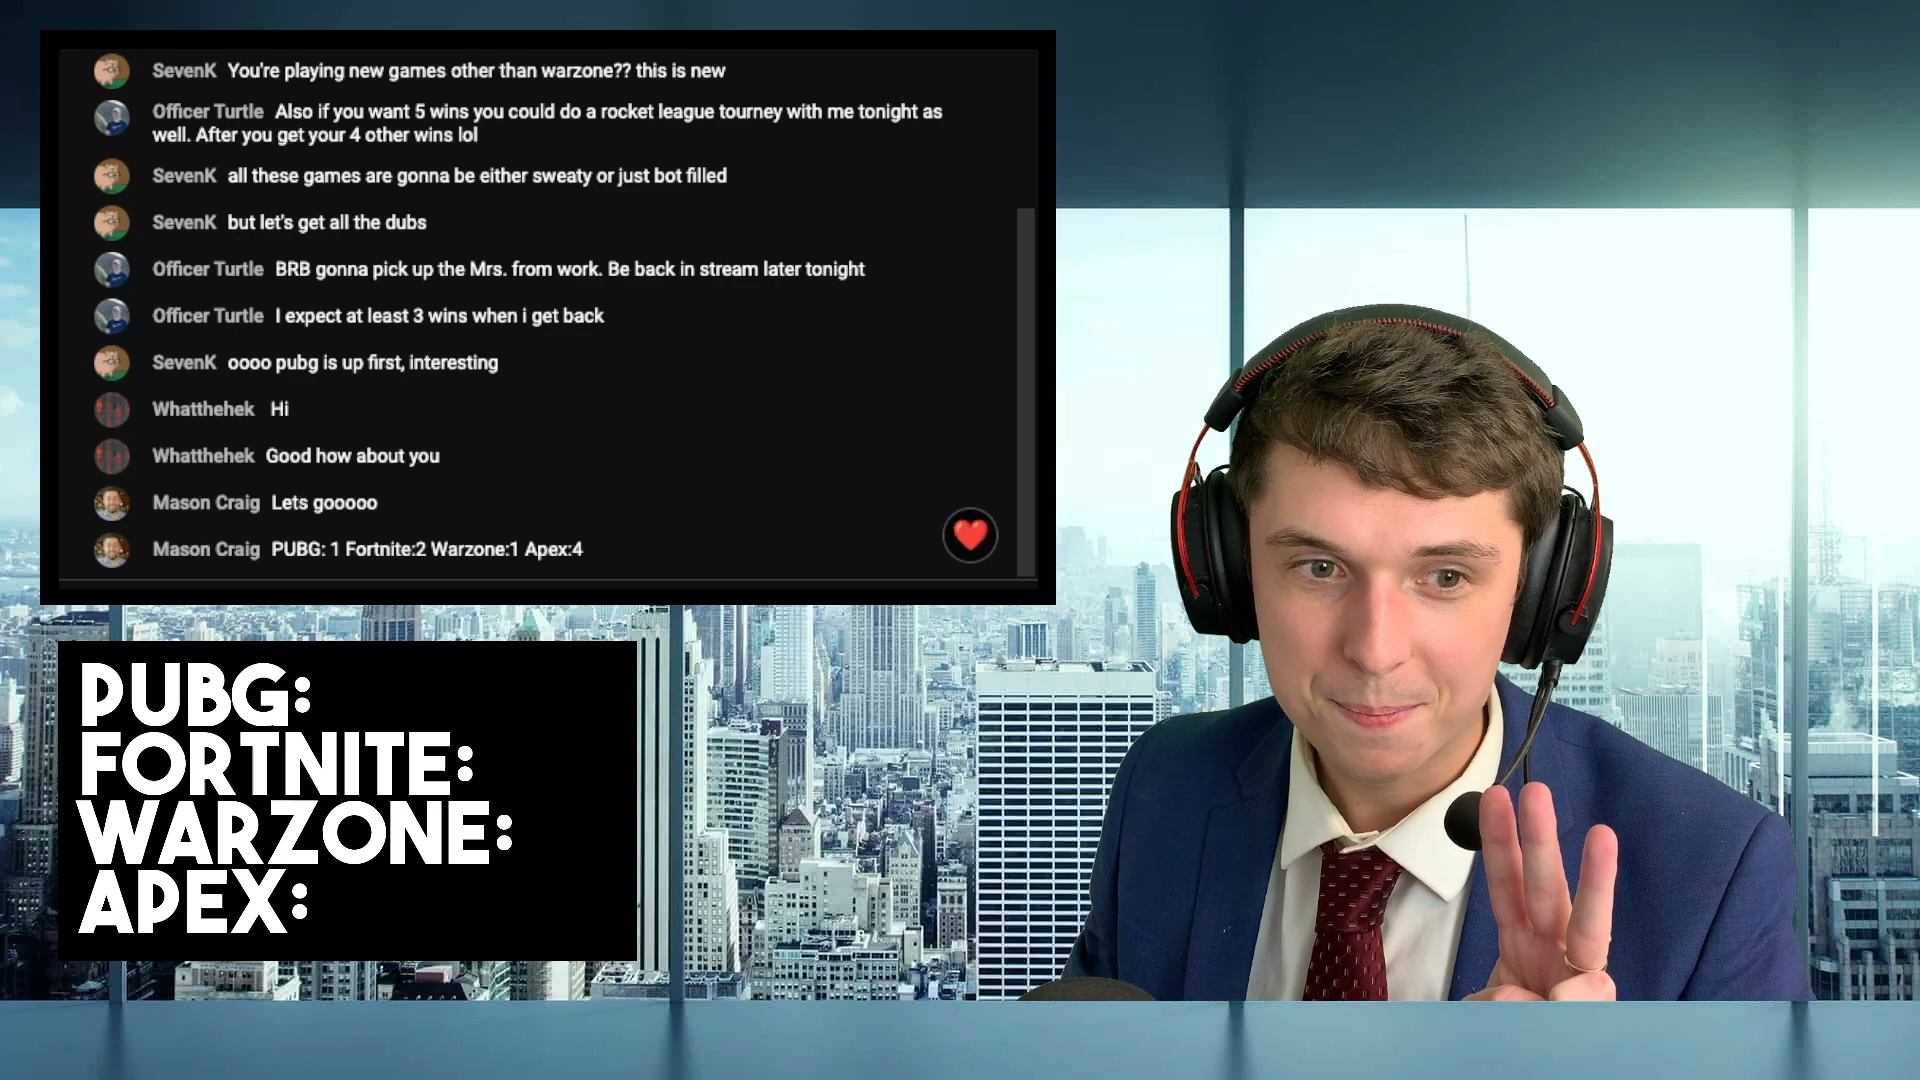 SevenK You're playing new games other than warzone?? this is new
Officer Turtle Also if you want 5 wins you could do a rocket league tourney with me tonight as
well. After you get your 4 other wins lol
SevenK all these games are gonna be either sweaty or just bot filled
SevenK but let's get all the dubs
Officer Turtle BRB gonna pick up the Mrs. from work. Be back in stream later tonight
Officer Turtle I expect at least 3 wins when i get back
SevenK oooo pubg is up first, interesting
Whatthehek Hi
Whatthehek Good how about you
Mason Craig Lets gooooo
Mason Craig PUBG: 1 Fortnite:2 Warzone:1 Apex:4
PUBG:
FORTNITE:
WARZONE:
APEX: